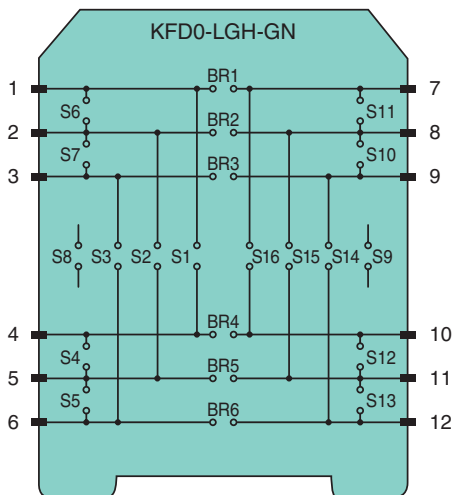 KFD0-LGH-GN
1 BR1 7
S6 S11
2 BR2 8
S7 S10
3 BR3 9
S8 S3 S2 S1 S16 S15 S14 S9
4 BR4 10
S4 S12
5 BR5 11
S5 S13
6 BR6 12